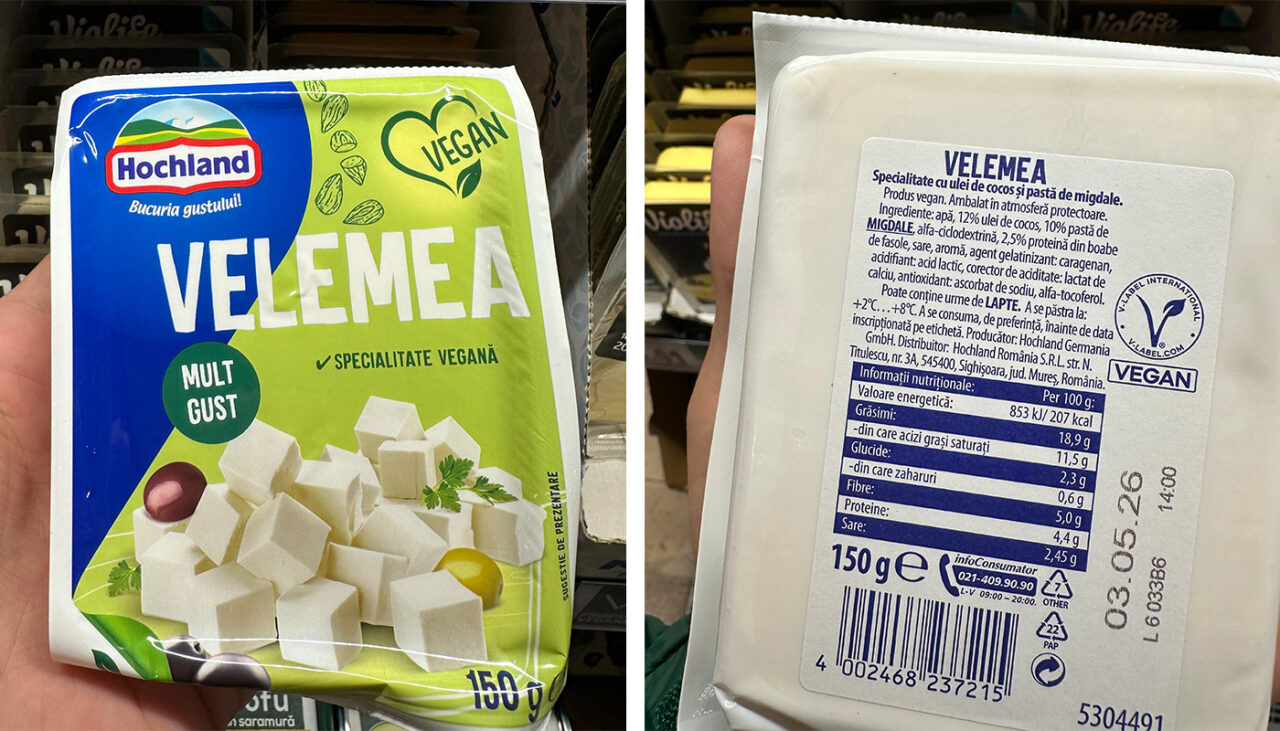 Violife
Hochland
Bucuria gustului!
VEGAN
VELEMEA
✓SPECIALITATE VEGANĂ
MULT
GUST
SUGESTIE DE PREZENTARE
150 g
ofu
în saramură
Violife
Violife
VELEMEA
Specialitate cu ulei de cocos și pastă de migdale.
Produs vegan. Ambalat în atmosferă protectoare.
Ingrediente: apă, 12% ulei de cocos, 10% pastă de
MIGDALE, alfa-ciclodextrină, 2,5% proteină din boabe
de fasole, sare, aromă, agent gelatinizant: caragenan,
acidifiant: acid lactic, corector de aciditate: lactat de
calciu, antioxidant: ascorbat de sodiu, alfa-tocoferol.
Poate conține urme de LAPTE. A se păstra la:
+2°C…+8°C. A se consuma, de preferință, înainte de data
inscripționată pe etichetă. Producător: Hochland Germania
GmbH. Distribuitor: Hochland România S.R.L. str. N.
Titulescu, nr. 3A, 545400, Sighișoara, jud. Mureș, România.
V-LABEL INTERNATIONAL
V-LABEL.COM
VEGAN
Informații nutriționale: Per 100 g:
Valoare energetică: 853 kJ/ 207 kcal
Grăsimi: 18,9 g
-din care acizi grași saturați 11,5 g
Glucide: 2,3 g
-din care zaharuri 0,6 g
Fibre: 5,0 g
Proteine: 4,4 g
Sare: 2,45 g
150 g e
infoConsumator
021-409.90.90
L-V 09:00 – 20:00.
7
OTHER
22
PAP
03.05.26
L6033B6 14:00
4 002468 237215
5304491